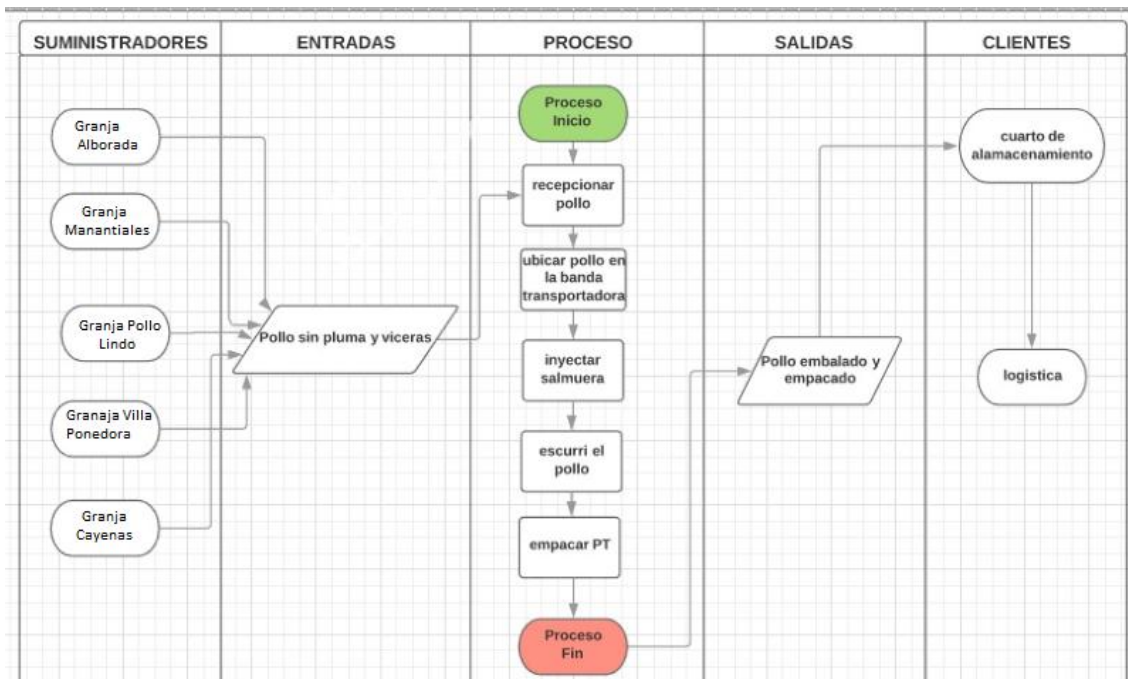 SUMINISTRADORES
ENTRADAS
PROCESO
SALIDAS
CLIENTES
Granja
Alborada
Granja
Manantiales
Granja Pollo
Lindo
Granaja Villa
Ponedora
Granja
Cayenas
Pollo sin pluma y viceras
Proceso
Inicio
recepcionar
pollo
ubicar pollo en
la banda
transportadora
inyectar
salmuera
escurri el
pollo
empacar PT
Proceso
Fin
Pollo embalado y
empacado
cuarto de
alamacenamiento
logistica